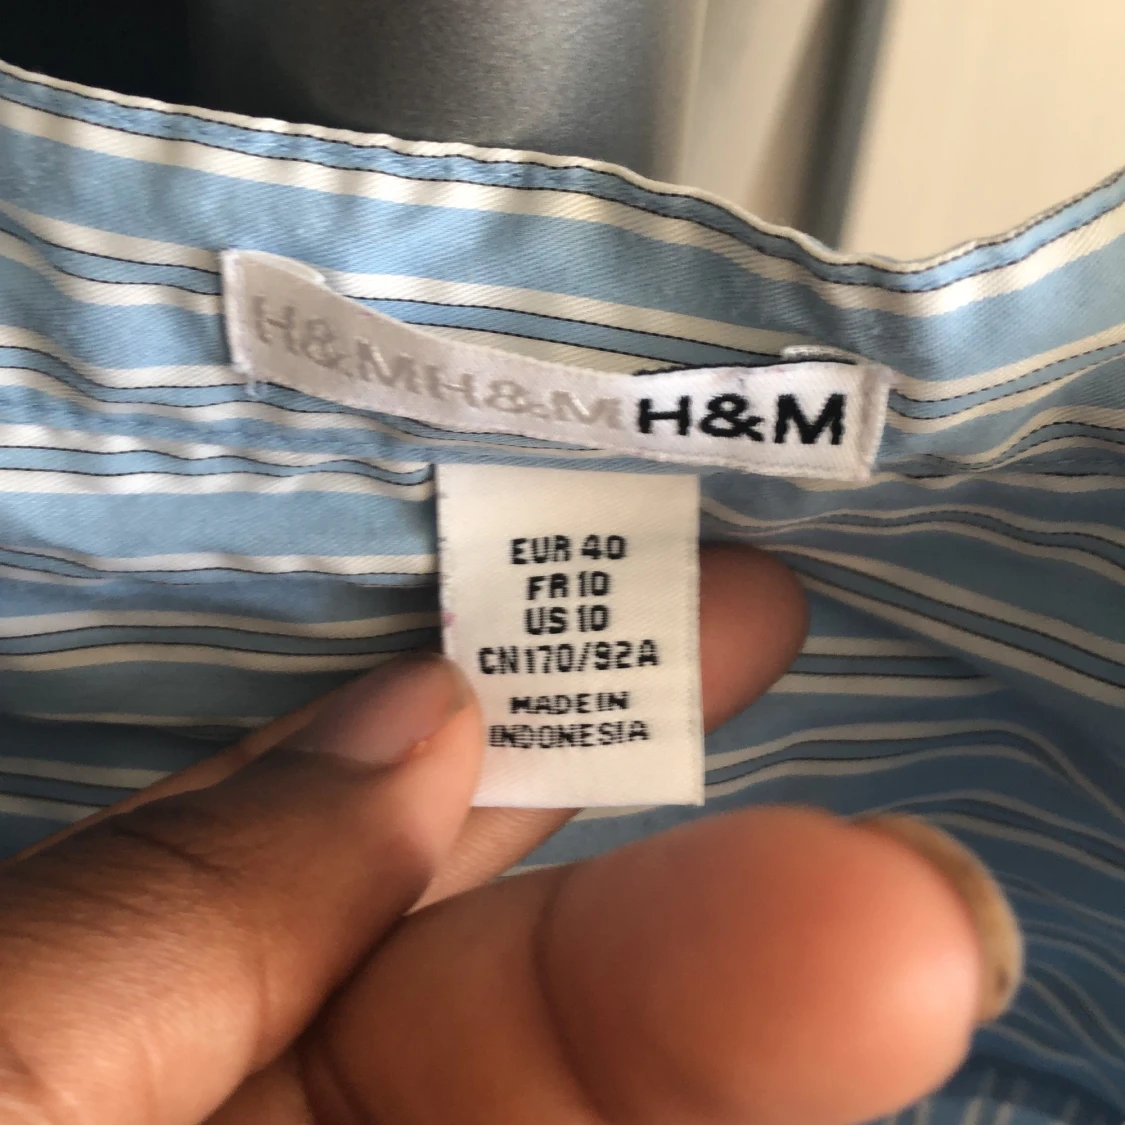 H&MH&MH&M
EUR 40
FR 10
US 10
CN170/92A
MADE IN
INDONESIA